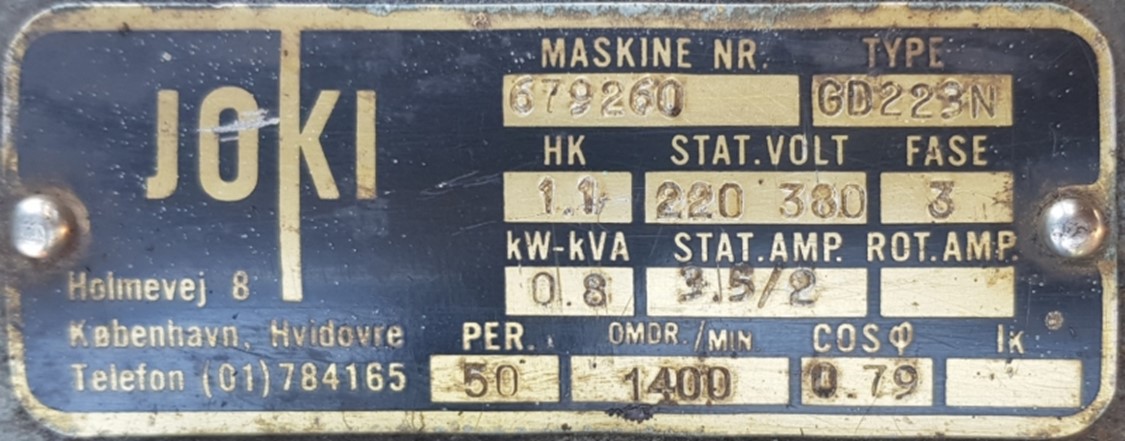 JOKI
Holmevej 8
København, Hvidovre
Telefon (01)784165
MASKINE NR. TYPE
679260 GD223N
HK STAT.VOLT FASE
1.1 220 380 3
kW-kVA STAT.AMP. ROT.AMP.
0.8 3.5/2
PER. OMDR./MIN. COSφ Ik
50 1400 0.79